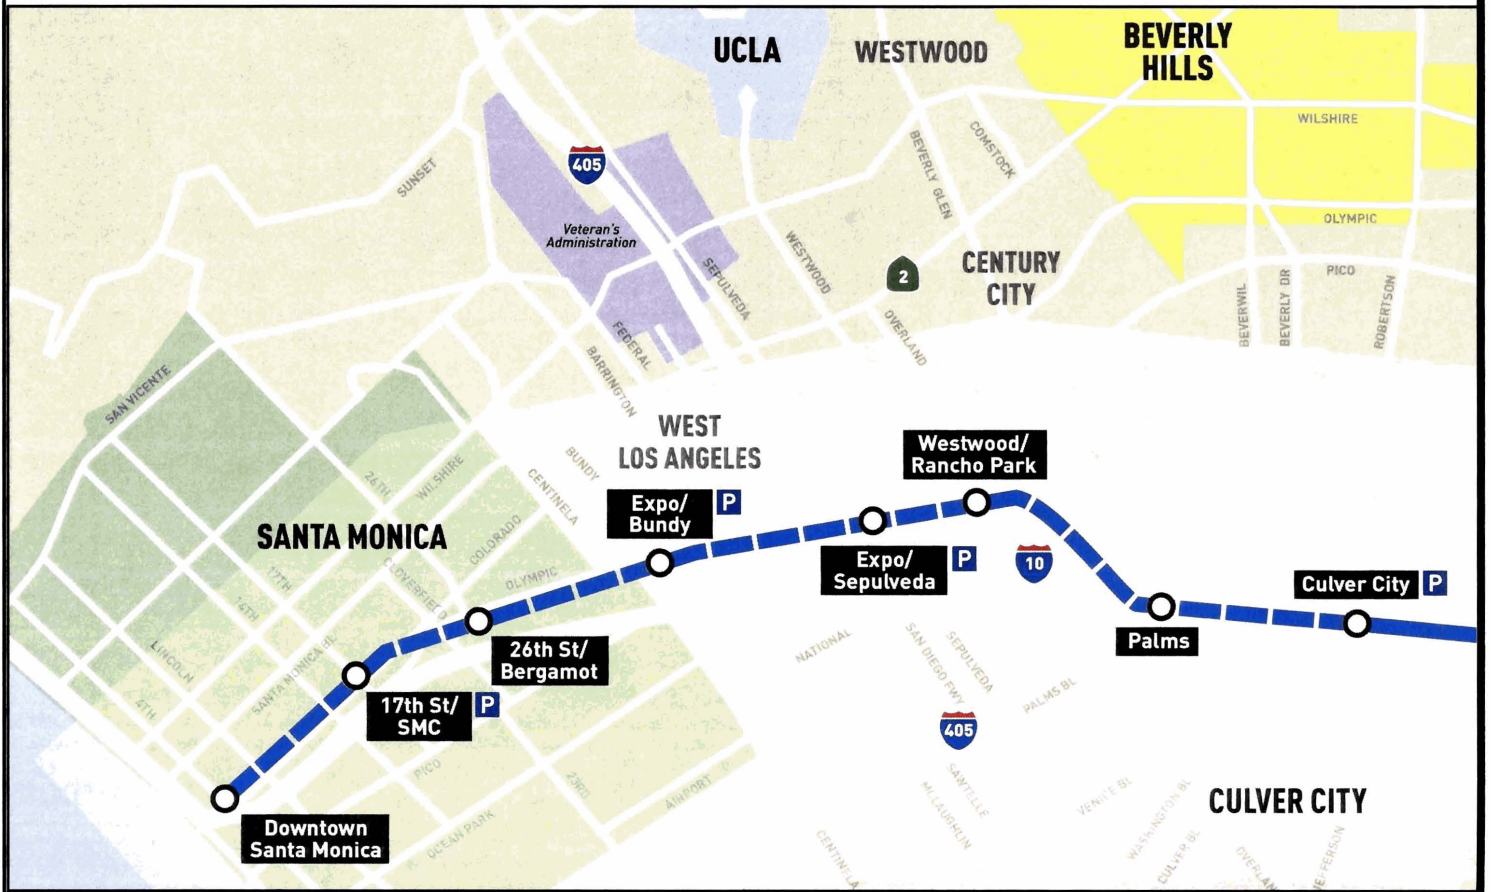 UCLA
WESTWOOD
BEVERLY
HILLS
WILSHIRE
405
BEVERLY GLEN
COMSTOCK
SUNSET
OLYMPIC
Veteran's
Administration
WESTWOOD
SEPULVEDA
2
CENTURY
CITY
PICO
BEVERWIL
BEVERLY DR
ROBERTSON
OVERLAND
FEDERAL
BARRINGTON
SAN VICENTE
WEST
LOS ANGELES
BUNDY
CENTINELA
26TH
WILSHIRE
Westwood/
Rancho Park
Expo/
Bundy
P
SANTA MONICA
COLORADO
Expo/
Sepulveda
P
10
Culver City
P
OLYMPIC
CLOVERFIELD
17TH
14TH
LINCOLN
4TH
SANTA MONICA BL
26th St/
Bergamot
Palms
17th St/
SMC
P
NATIONAL
SAN DIEGO FWY
SEPULVEDA
PALMS BL
405
PICO
23RD
AIRPORT
OCEAN PARK
Downtown
Santa Monica
SAWTELLE
McLAUGHLIN
CENTINELA
VENICE BL
WASHINGTON BL
CULVER BL
CULVER CITY
OVERLAN
EFFERSON